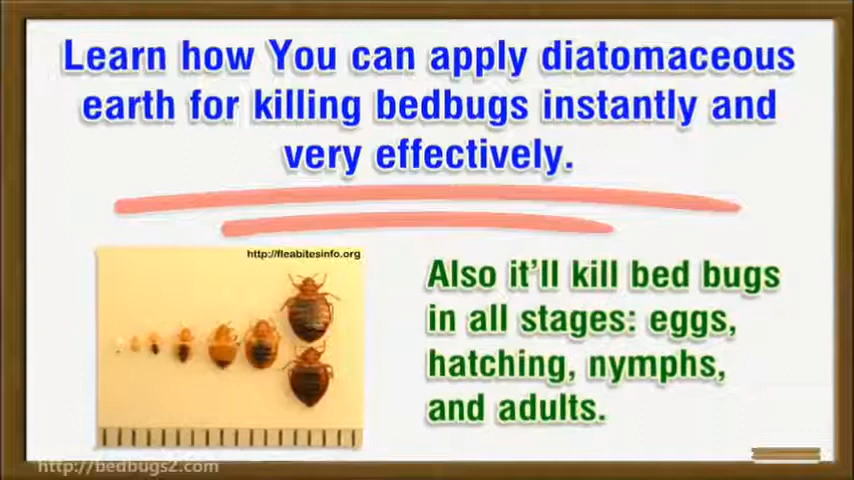 Learn how You can apply diatomaceous
earth for killing bedbugs instantly and
very effectively.
http://fleabitesinfo.org
Also it'll kill bed bugs
in all stages: eggs,
hatching, nymphs,
and adults.
http://bedbugs2.com